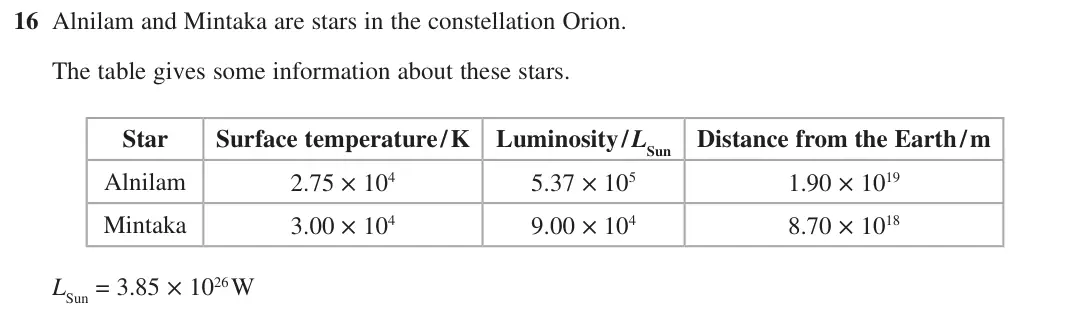 16 Alnilam and Mintaka are stars in the constellation Orion.
The table gives some information about these stars.
Star Surface temperature/K Luminosity/L_Sun Distance from the Earth/m
Alnilam 2.75 × 10⁴ 5.37 × 10⁵ 1.90 × 10¹⁹
Mintaka 3.00 × 10⁴ 9.00 × 10⁴ 8.70 × 10¹⁸
L_Sun = 3.85 × 10²⁶ W